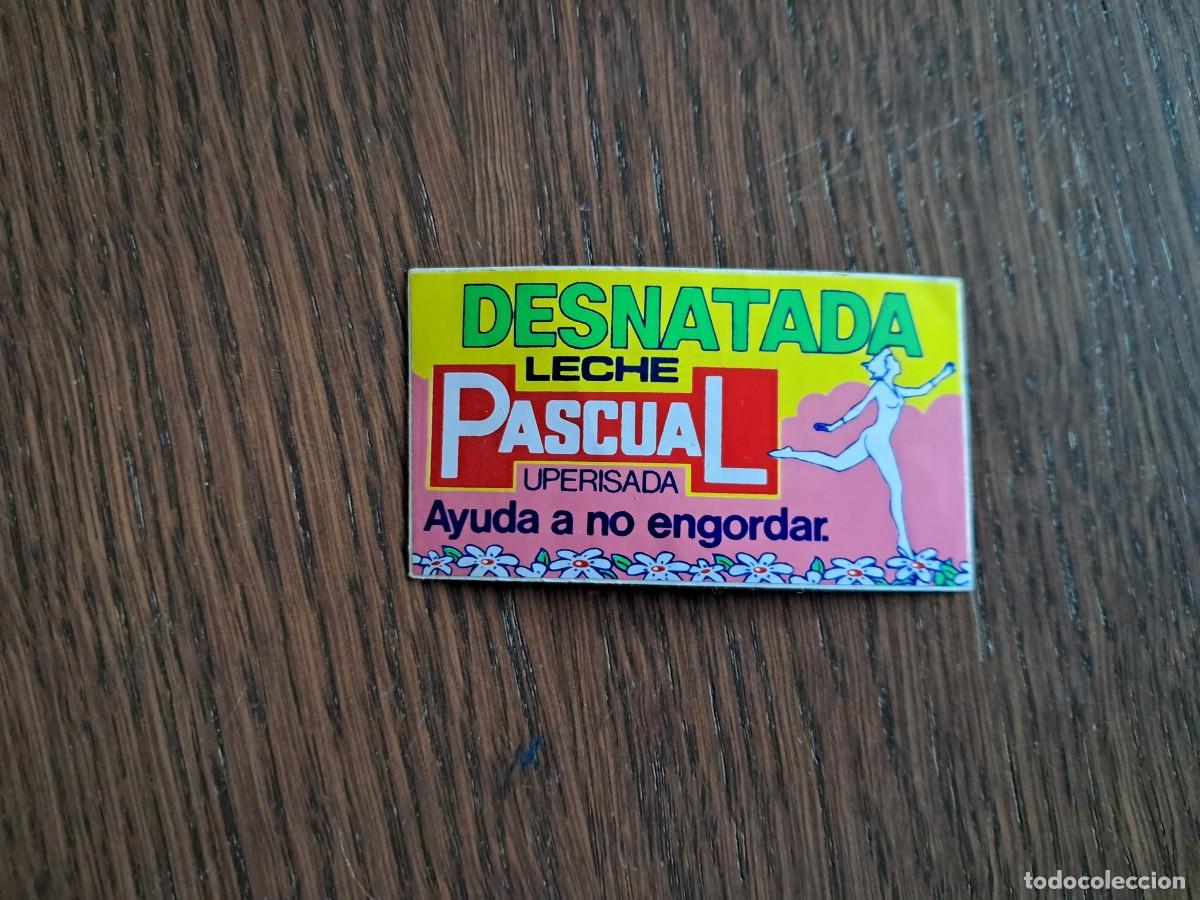 DESNATADA
LECHE
PASCUAL
UPERISADA
Ayuda a no engordar.
todocoleccion